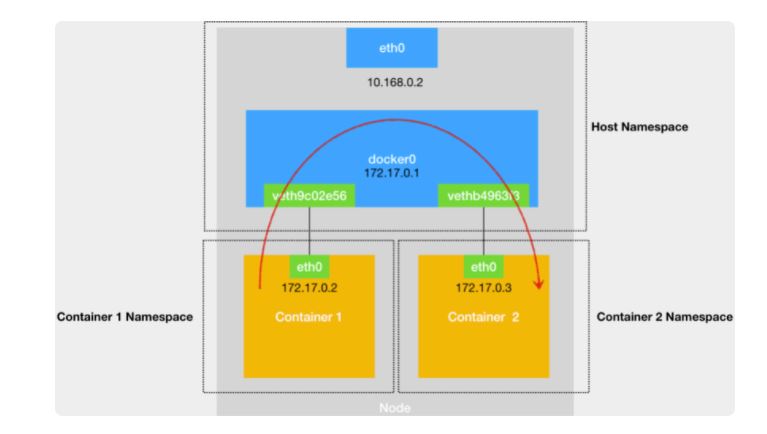 eth0
10.168.0.2
Host Namespace
docker0
172.17.0.1
veth9c02e56
vethb4963f3
eth0
eth0
172.17.0.2
172.17.0.3
Container 1 Namespace
Container 1
Container 2
Container 2 Namespace
Node